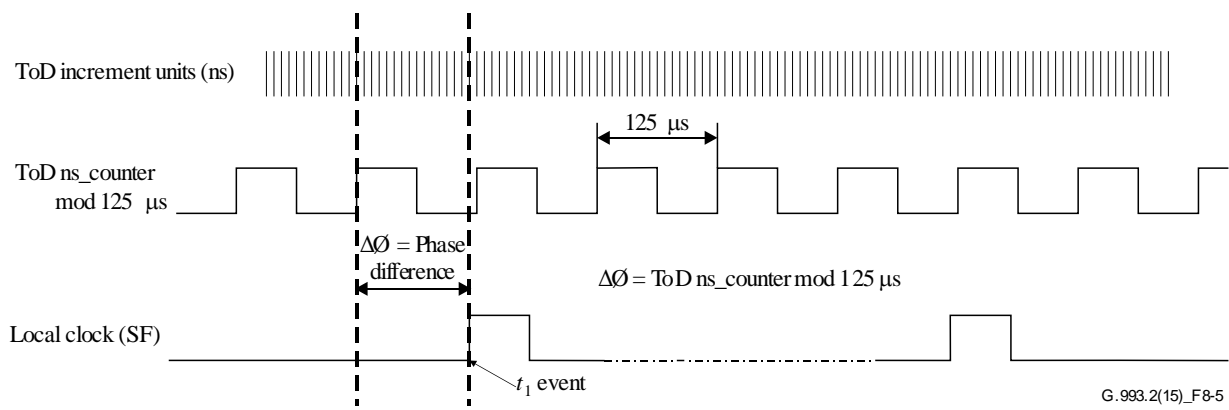 ToD increment units (ns)
125 μs
ToD ns_counter
mod 125 μs
ΔØ = Phase
difference
ΔØ = ToD ns_counter mod 125 μs
Local clock (SF)
t1 event
G.993.2(15)_F8-5